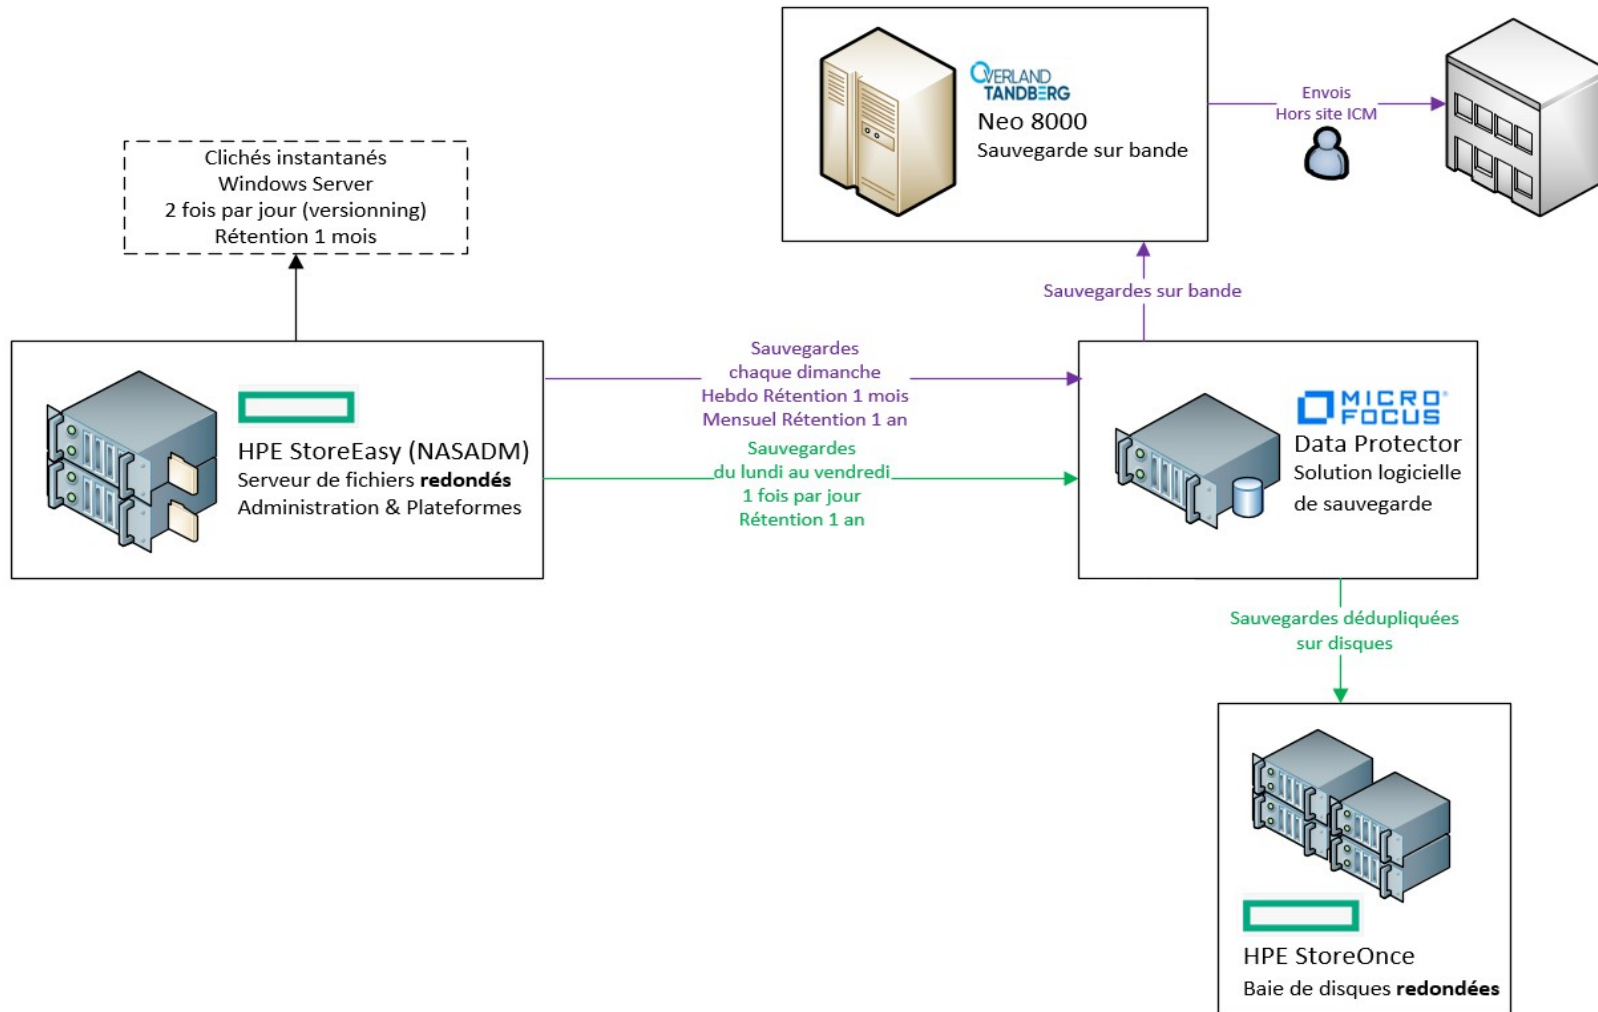 OVERLAND
TANDBERG
Neo 8000
Sauvegarde sur bande
Envois
Hors site ICM
Clichés instantanés
Windows Server
2 fois par jour (versionning)
Rétention 1 mois
Sauvegardes sur bande
Sauvegardes
chaque dimanche
Hebdo Rétention 1 mois
Mensuel Rétention 1 an
Sauvegardes
du lundi au vendredi
1 fois par jour
Rétention 1 an
HPE StoreEasy (NASADM)
Serveur de fichiers redondés
Administration & Plateformes
MICRO
FOCUS
Data Protector
Solution logicielle
de sauvegarde
Sauvegardes dédupliquées
sur disques
HPE StoreOnce
Baie de disques redondées